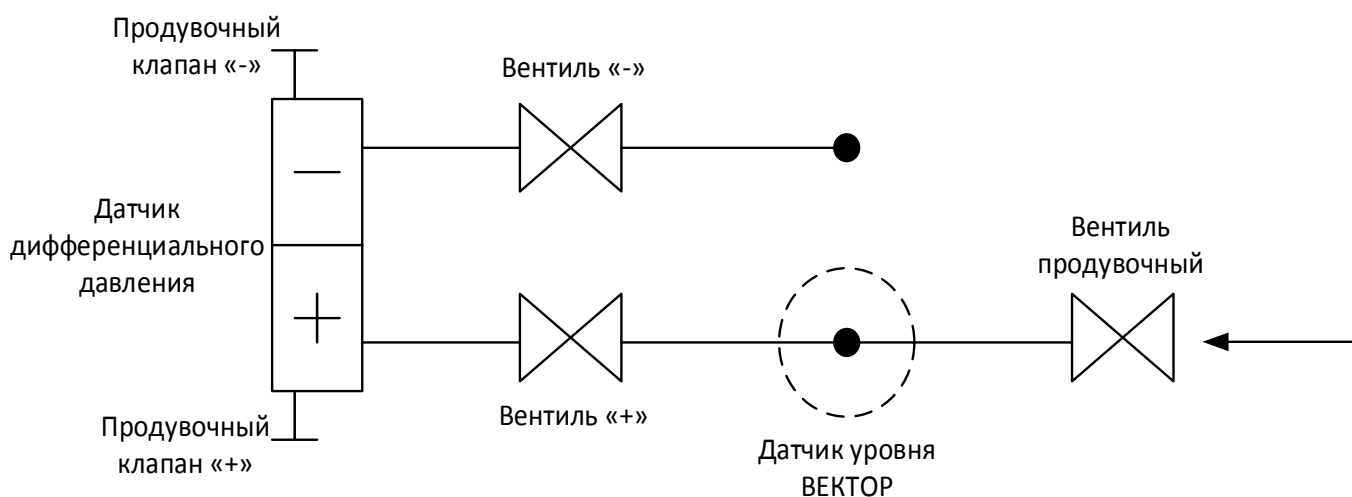 Продувочный
клапан «-»
Вентиль «-»
Датчик
дифференциального
давления
Вентиль
продувочный
Вентиль «+»
Продувочный
клапан «+»
Датчик уровня
ВЕКТОР